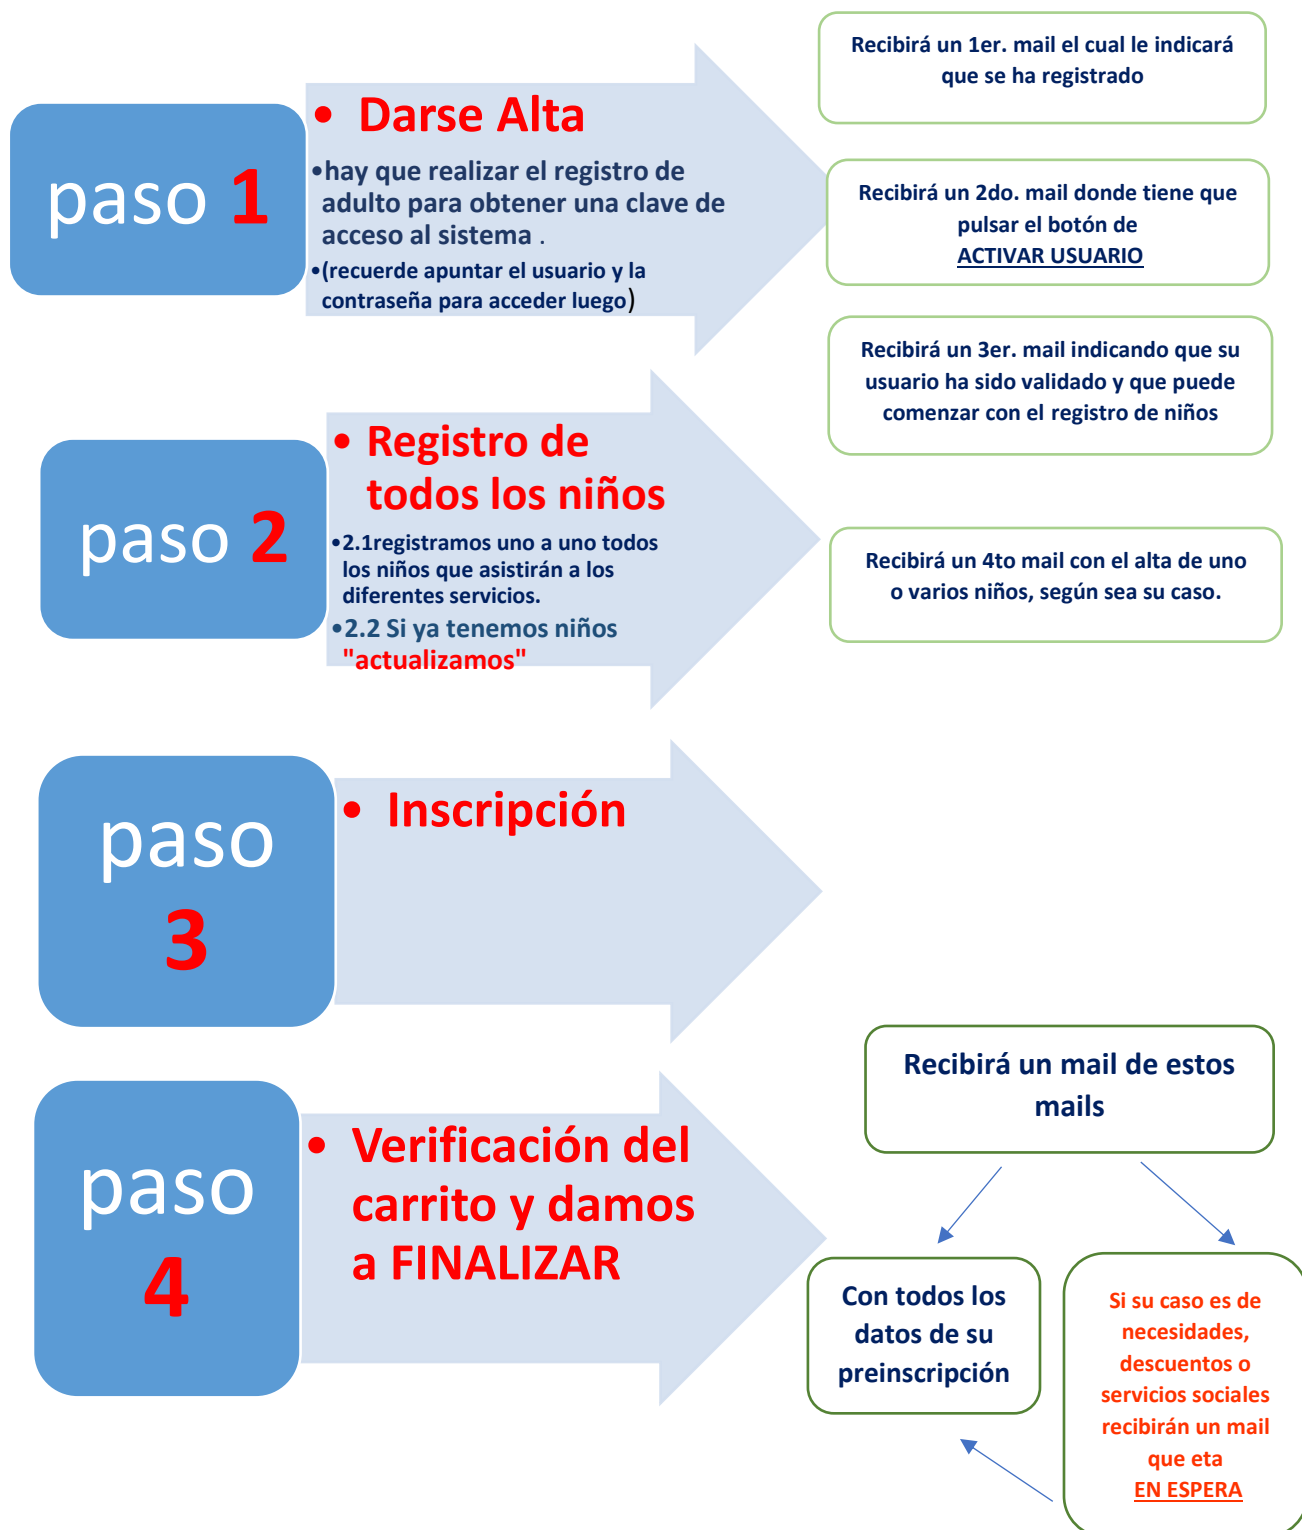 paso 1
• Darse Alta
•hay que realizar el registro de
adulto para obtener una clave de
acceso al sistema .
•(recuerde apuntar el usuario y la
contraseña para acceder luego)
Recibirá un 1er. mail el cual le indicará
que se ha registrado
Recibirá un 2do. mail donde tiene que
pulsar el botón de
ACTIVAR USUARIO
Recibirá un 3er. mail indicando que su
usuario ha sido validado y que puede
comenzar con el registro de niños
paso 2
• Registro de
todos los niños
•2.1registramos uno a uno todos
los niños que asistirán a los
diferentes servicios.
•2.2 Si ya tenemos niños
"actualizamos"
Recibirá un 4to mail con el alta de uno
o varios niños, según sea su caso.
paso
3
• Inscripción
paso
4
• Verificación del
carrito y damos
a FINALIZAR
Recibirá un mail de estos
mails
Con todos los
datos de su
preinscripción
Si su caso es de
necesidades,
descuentos o
servicios sociales
recibirán un mail
que eta
EN ESPERA